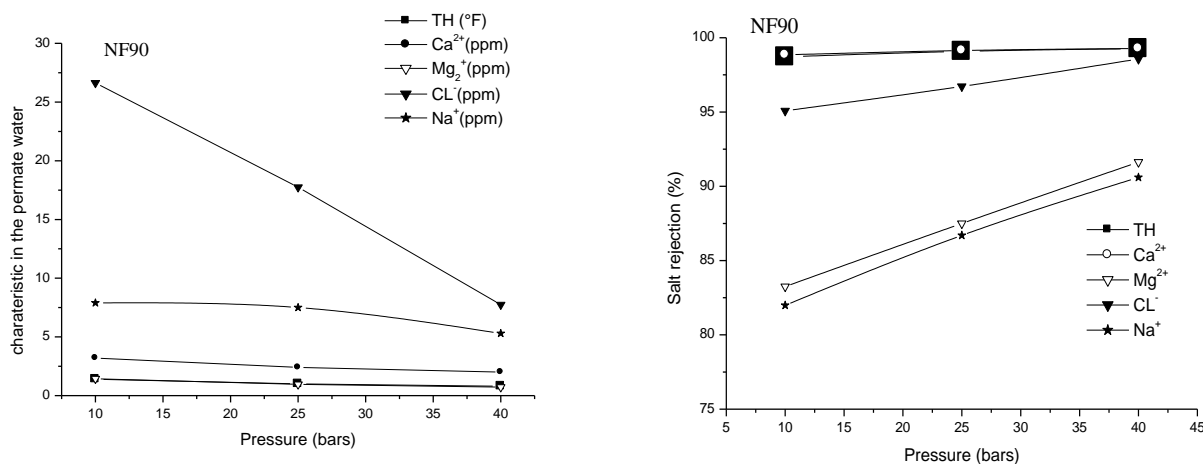 NF90
TH (°F)
Ca2+(ppm)
Mg2+(ppm)
CL-(ppm)
Na+(ppm)
30
25
20
15
10
5
0
charateristic in the permate water
10 15 20 25 30 35 40
Pressure (bars)
NF90
100
95
90
85
80
75
Salt rejection (%)
TH
Ca2+
Mg2+
CL-
Na+
5 10 15 20 25 30 35 40 45
Pressure (bars)